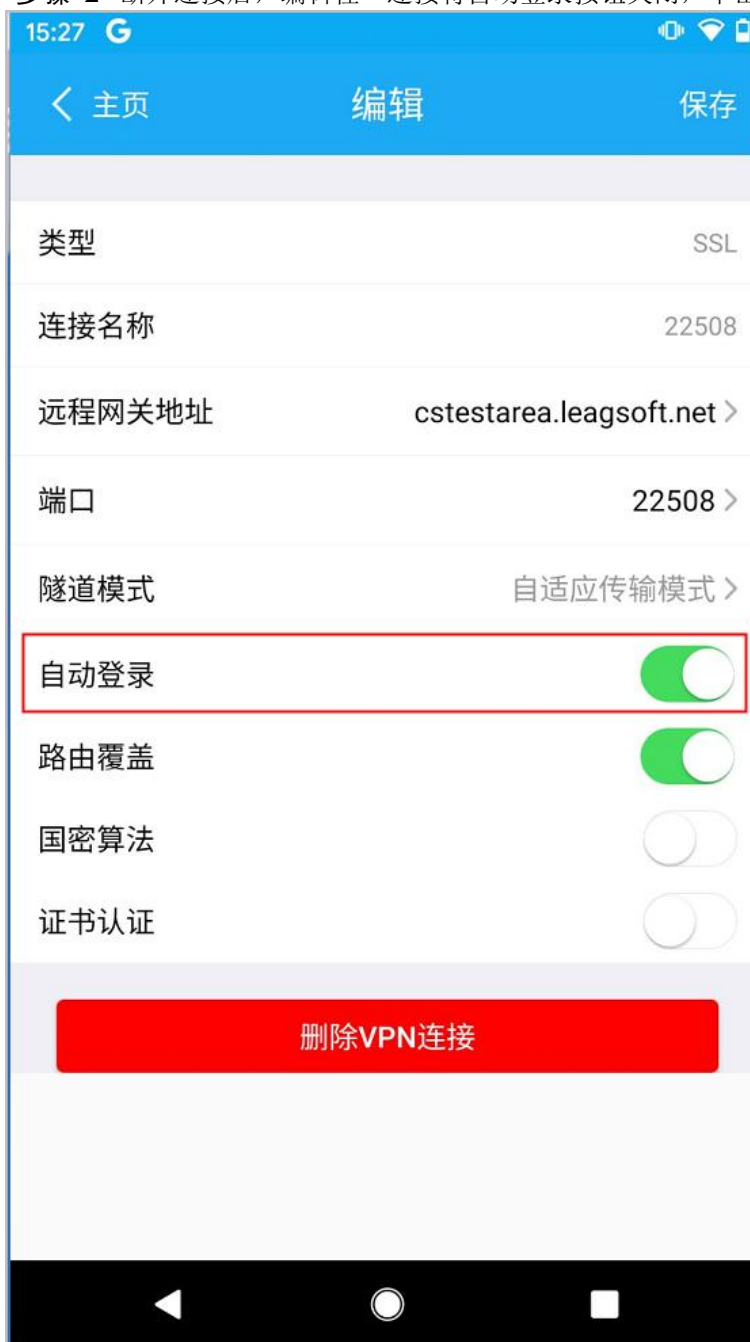 15:27 G
主页 编辑 保存
类型 SSL
连接名称 22508
远程网关地址 cstestarea.leagsoft.net
端口 22508
隧道模式 自适应传输模式
自动登录
路由覆盖
国密算法
证书认证
删除VPN连接